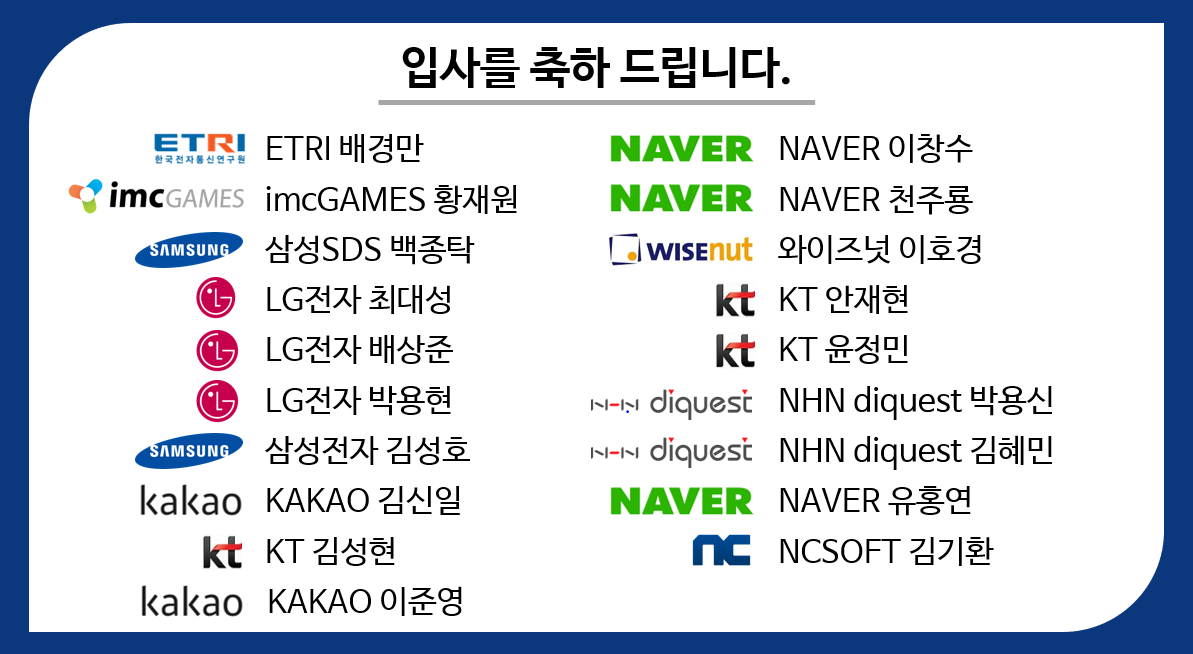 입사를 축하 드립니다.
ETRI 한국전자통신연구원 ETRI 배경만
imcGAMES imcGAMES 황재원
SAMSUNG 삼성SDS 백종탁
LG LG전자 최대성
LG LG전자 배상준
LG LG전자 박용현
SAMSUNG 삼성전자 김성호
kakao KAKAO 김신일
kt KT 김성현
kakao KAKAO 이준영
NAVER NAVER 이창수
NAVER NAVER 천주룡
WISEnut 와이즈넛 이호경
kt KT 안재현
kt KT 윤정민
NHN diquest NHN diquest 박용신
NHN diquest NHN diquest 김혜민
NAVER NAVER 유홍연
nc NCSOFT 김기환